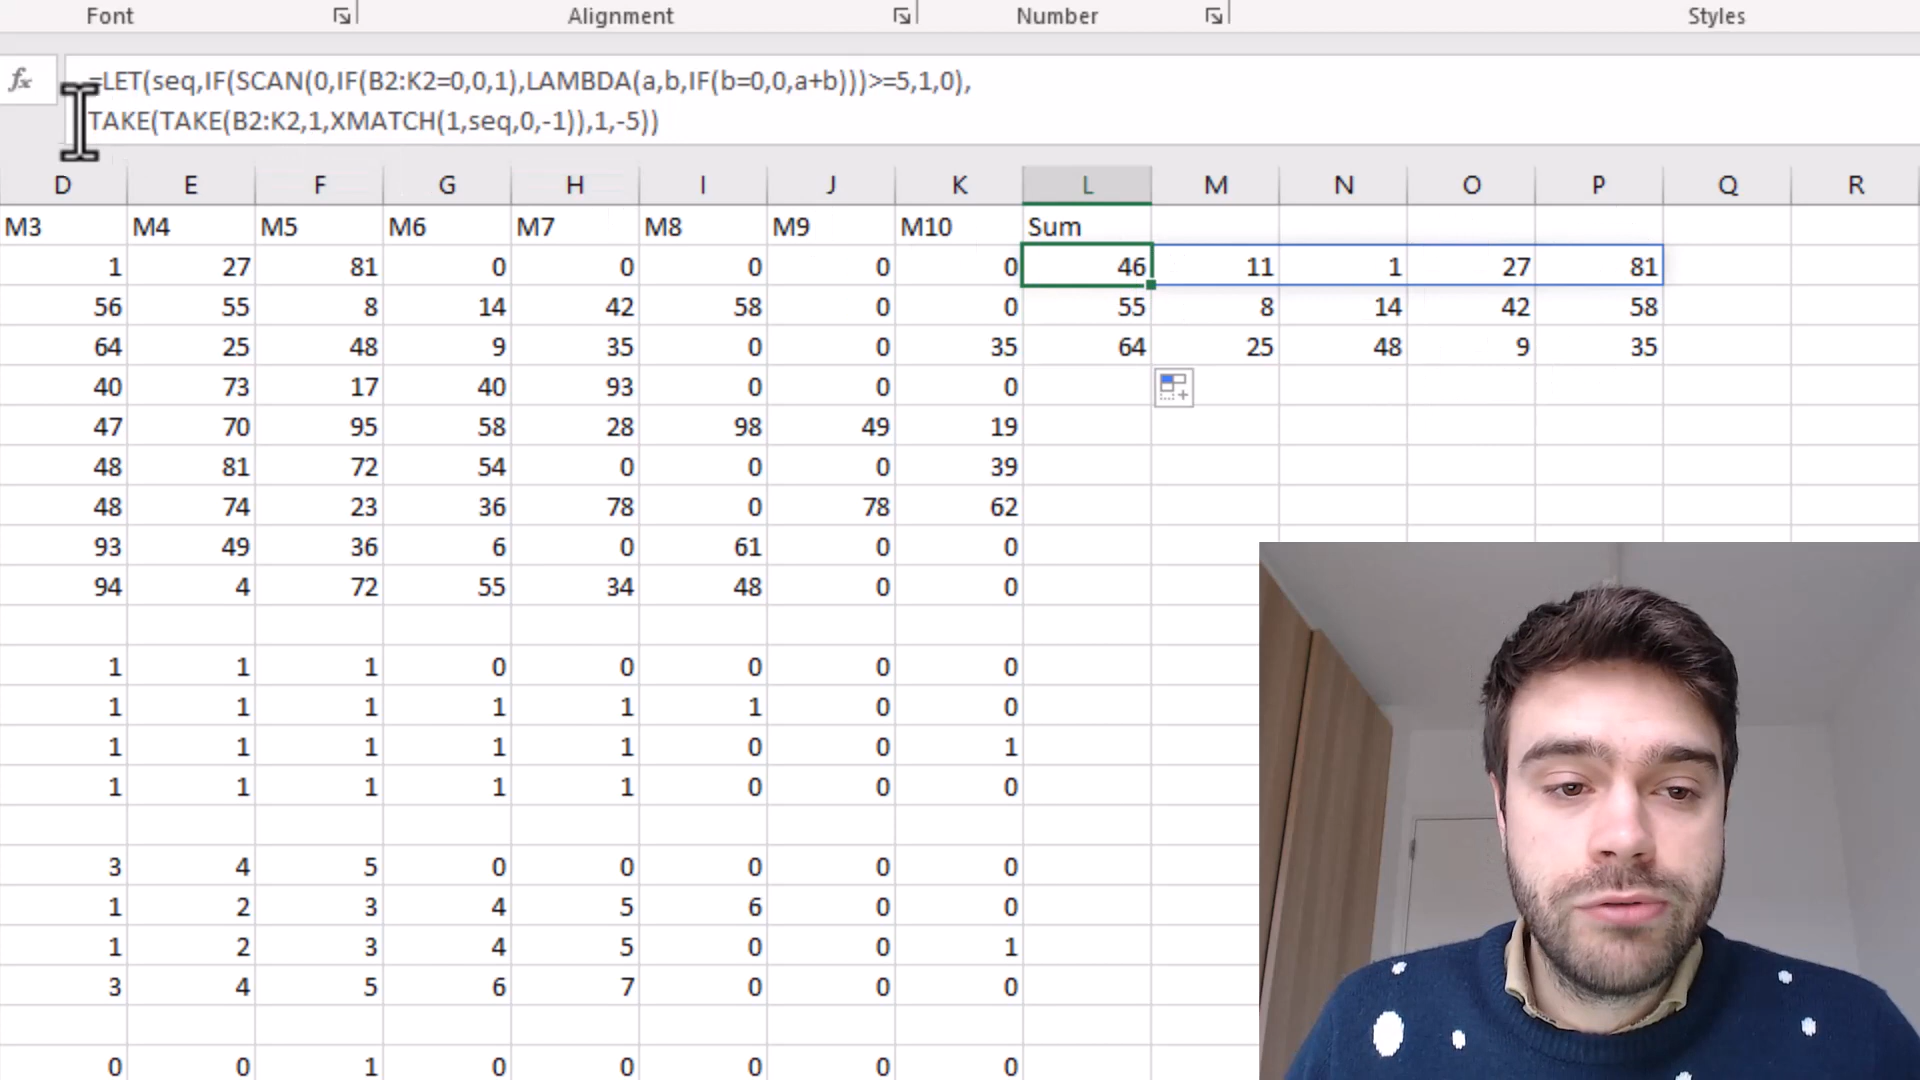 Font Alignment Number Styles
fx =LET(seq,IF(SCAN(0,IF(B2:K2=0,0,1),LAMBDA(a,b,IF(b=0,0,a+b)))>=5,1,0),
TAKE(TAKE(B2:K2,1,XMATCH(1,seq,0,-1)),1,-5))
D E F G H I J K L M N O P Q R
M3 M4 M5 M6 M7 M8 M9 M10 Sum
1 27 81 0 0 0 0 0 46 11 1 27 81
56 55 8 14 42 58 0 0 55 8 14 42 58
64 25 48 9 35 0 0 35 64 25 48 9 35
40 73 17 40 93 0 0 0
47 70 95 58 28 98 49 19
48 81 72 54 0 0 0 39
48 74 23 36 78 0 78 62
93 49 36 6 0 61 0 0
94 4 72 55 34 48 0 0
1 1 1 0 0 0 0 0
1 1 1 1 1 1 0 0
1 1 1 1 1 0 0 1
1 1 1 1 1 0 0 0
3 4 5 0 0 0 0 0
1 2 3 4 5 6 0 0
1 2 3 4 5 0 0 1
3 4 5 6 7 0 0 0
0 0 1 0 0 0 0 0